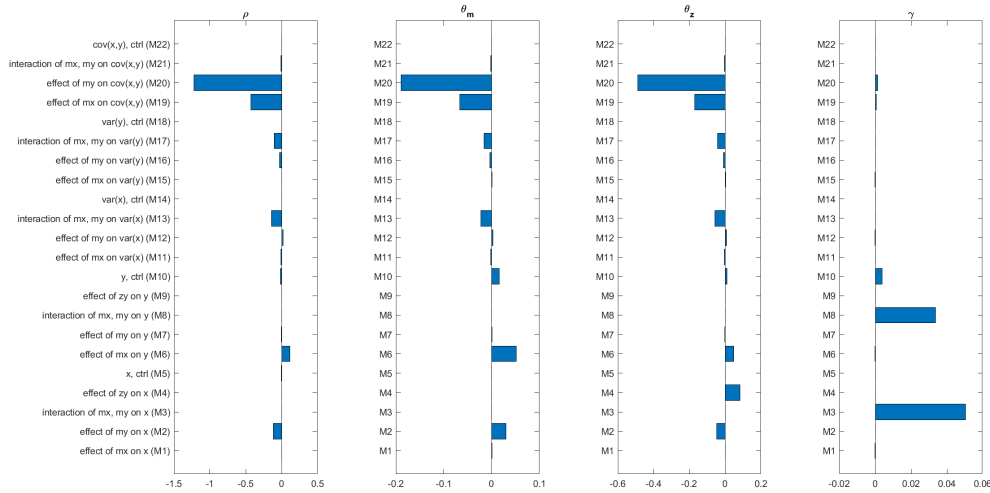 ρ
cov(x,y), ctrl (M22)
interaction of mx, my on cov(x,y) (M21)
effect of my on cov(x,y) (M20)
effect of mx on cov(x,y) (M19)
var(y), ctrl (M18)
interaction of mx, my on var(y) (M17)
effect of my on var(y) (M16)
effect of mx on var(y) (M15)
var(x), ctrl (M14)
interaction of mx, my on var(x) (M13)
effect of my on var(x) (M12)
effect of mx on var(x) (M11)
y, ctrl (M10)
effect of zy on y (M9)
interaction of mx, my on y (M8)
effect of my on y (M7)
effect of mx on y (M6)
x, ctrl (M5)
effect of zy on x (M4)
interaction of mx, my on x (M3)
effect of my on x (M2)
effect of mx on x (M1)
-1.5 -1 -0.5 0 0.5
θm
M22
M21
M20
M19
M18
M17
M16
M15
M14
M13
M12
M11
M10
M9
M8
M7
M6
M5
M4
M3
M2
M1
-0.2 -0.1 0 0.1
θz
M22
M21
M20
M19
M18
M17
M16
M15
M14
M13
M12
M11
M10
M9
M8
M7
M6
M5
M4
M3
M2
M1
-0.6 -0.4 -0.2 0 0.2
γ
M22
M21
M20
M19
M18
M17
M16
M15
M14
M13
M12
M11
M10
M9
M8
M7
M6
M5
M4
M3
M2
M1
-0.02 0 0.02 0.04 0.06